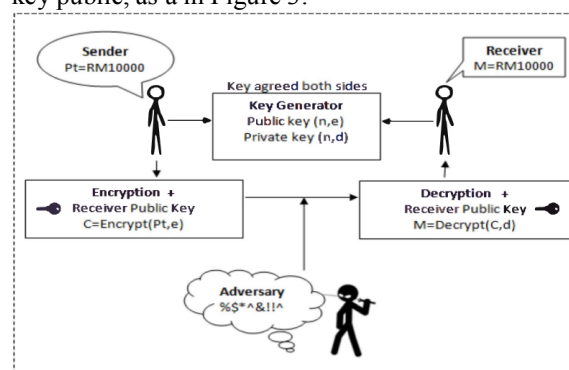 key public, as a in Figure 3.
Sender
Pt=RM10000
Receiver
M=RM10000
Key agreed both sides
Key Generator
Public key (n,e)
Private key (n,d)
Encryption +
Receiver Public Key
C=Encrypt(Pt,e)
Decryption +
Receiver Public Key
M=Decrypt(C,d)
Adversary
%$*^&!!^